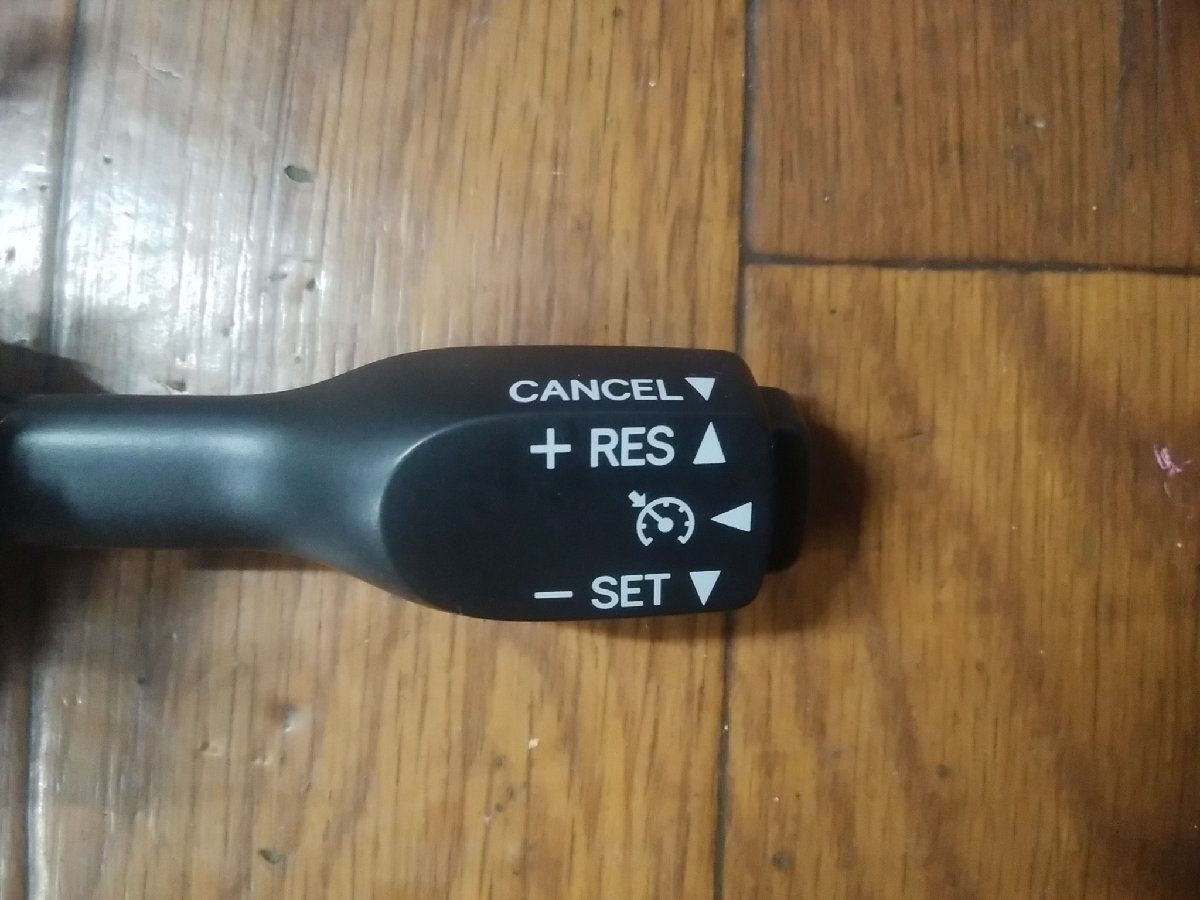 CANCEL▼
+ RES ▲
◀
− SET ▼